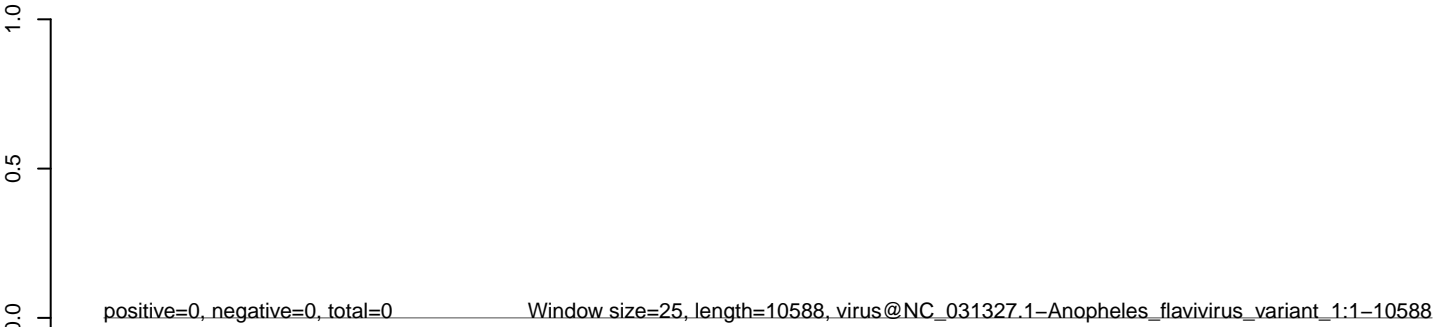 1.0
0.5
0.0
positive=0, negative=0, total=0
Window size=25, length=10588, virus@NC_031327.1−Anopheles_flavivirus_variant_1:1−10588